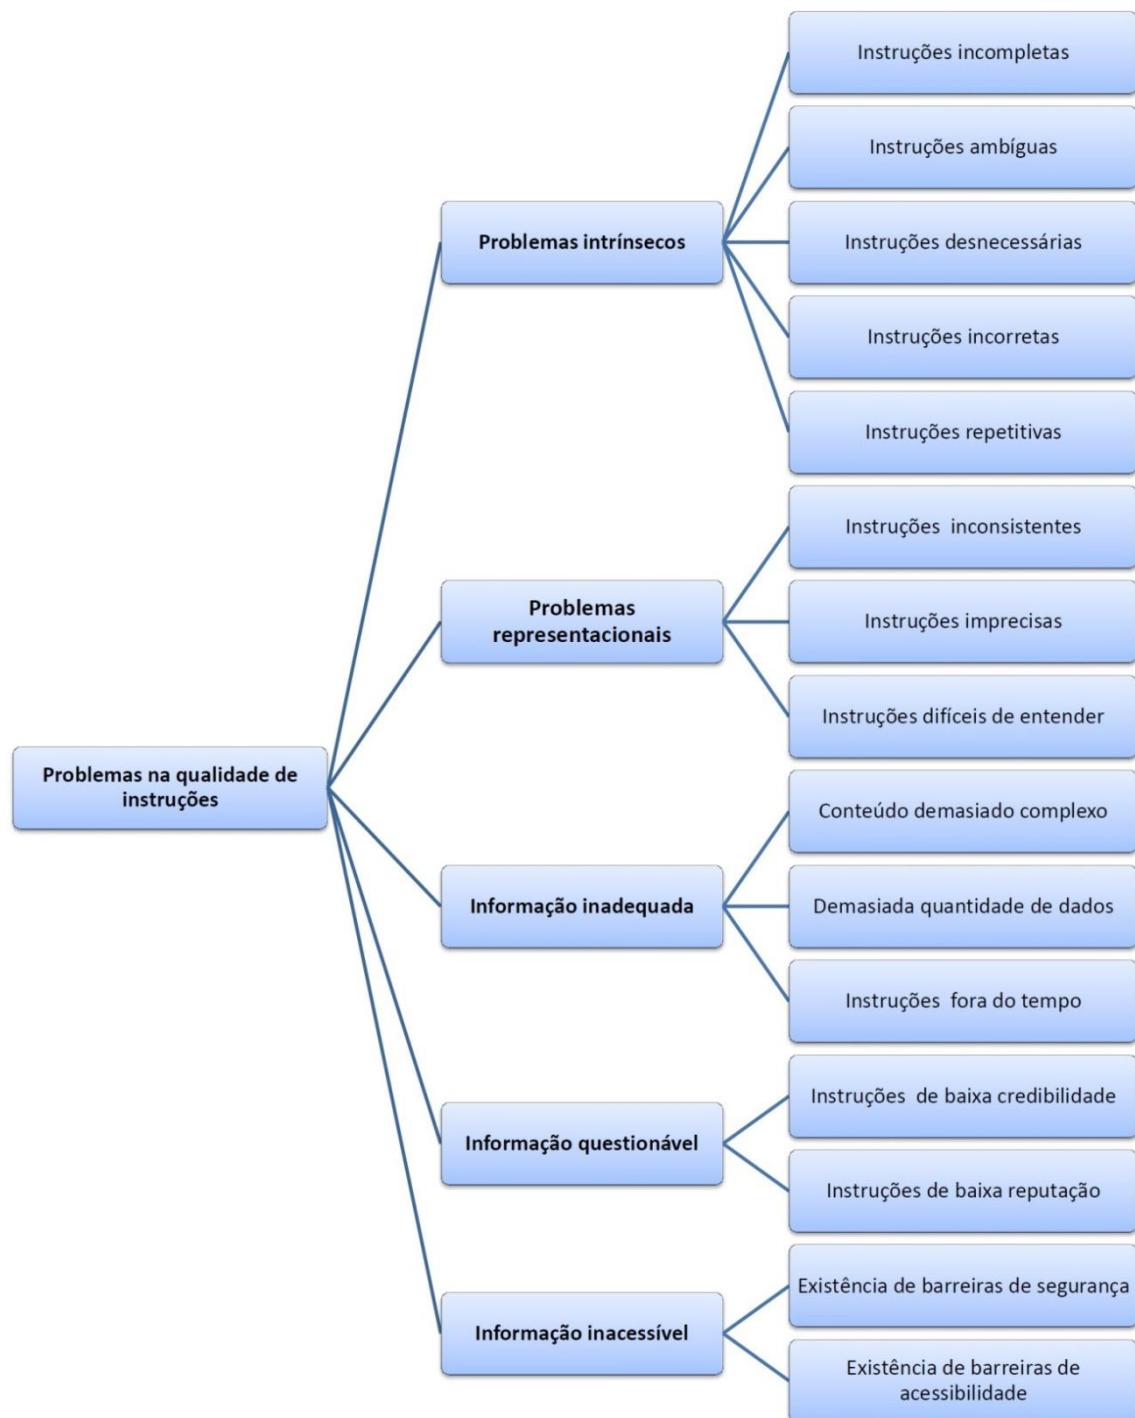 Problemas na qualidade de
instruções
Problemas intrínsecos
Instruções incompletas
Instruções ambíguas
Instruções desnecessárias
Instruções incorretas
Instruções repetitivas
Problemas
representacionais
Instruções inconsistentes
Instruções imprecisas
Instruções difíceis de entender
Informação inadequada
Conteúdo demasiado complexo
Demasiada quantidade de dados
Instruções fora do tempo
Informação questionável
Instruções de baixa credibilidade
Instruções de baixa reputação
Informação inacessível
Existência de barreiras de segurança
Existência de barreiras de
acessibilidade